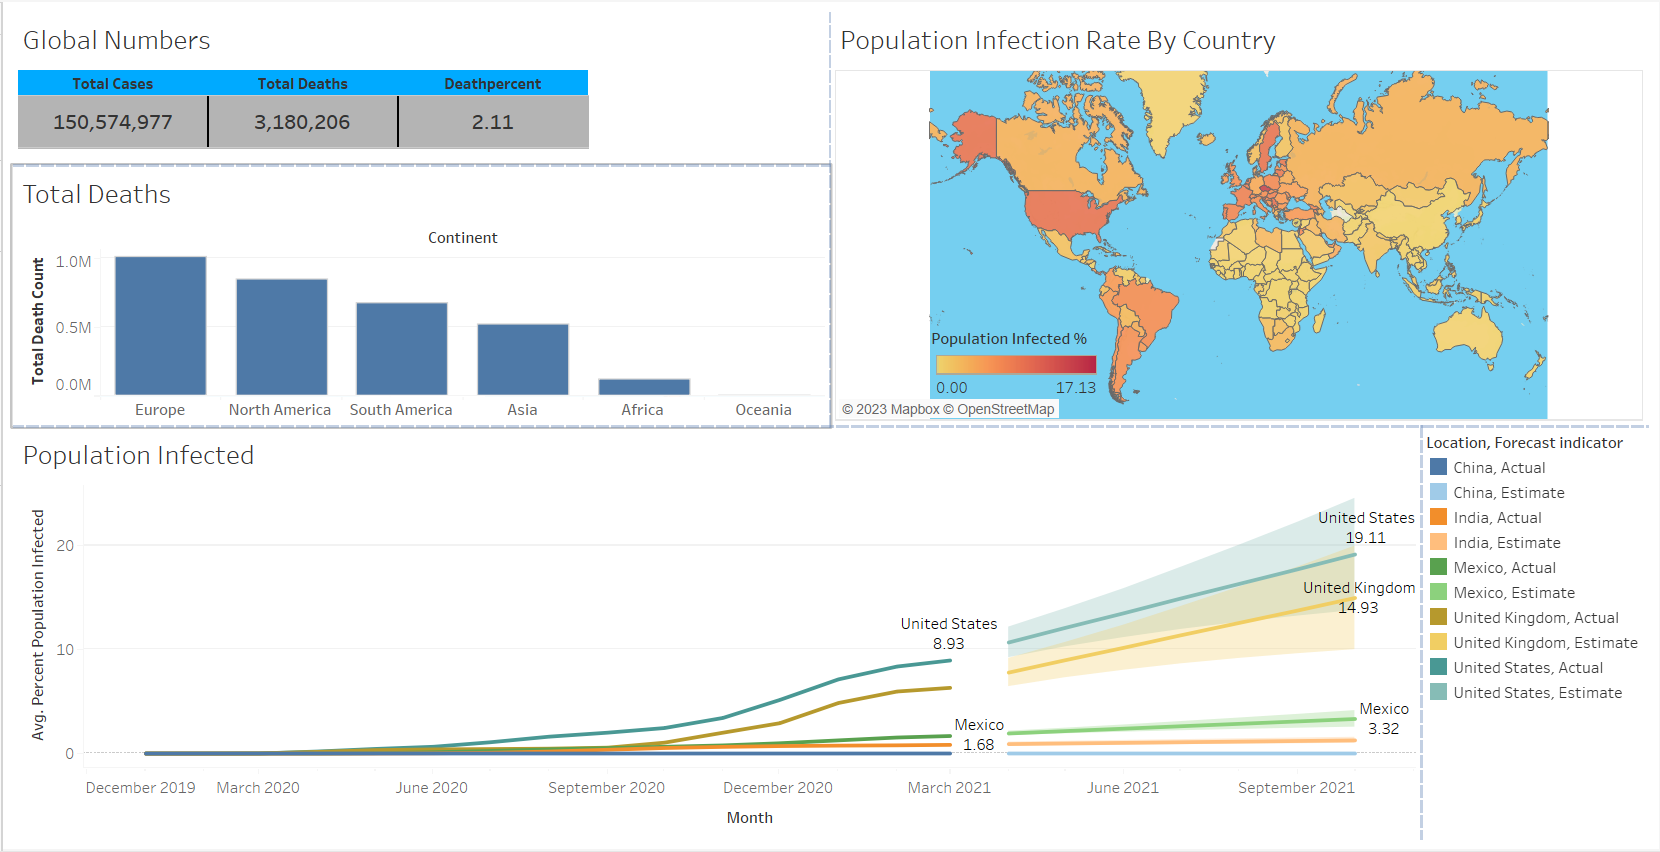 Global Numbers
Total Cases Total Deaths Deathpercent
150,574,977 3,180,206 2.11
Total Deaths
Continent
Total Death Count
1.0M
0.5M
0.0M
Europe North America South America Asia Africa Oceania
Population Infection Rate By Country
Population Infected %
0.00 17.13
© 2023 Mapbox © OpenStreetMap
Population Infected
Avg. Percent Population Infected
20
10
0
United States
8.93
Mexico
1.68
United States
19.11
United Kingdom
14.93
Mexico
3.32
December 2019 March 2020 June 2020 September 2020 December 2020 March 2021 June 2021 September 2021
Month
Location, Forecast indicator
China, Actual
China, Estimate
India, Actual
India, Estimate
Mexico, Actual
Mexico, Estimate
United Kingdom, Actual
United Kingdom, Estimate
United States, Actual
United States, Estimate